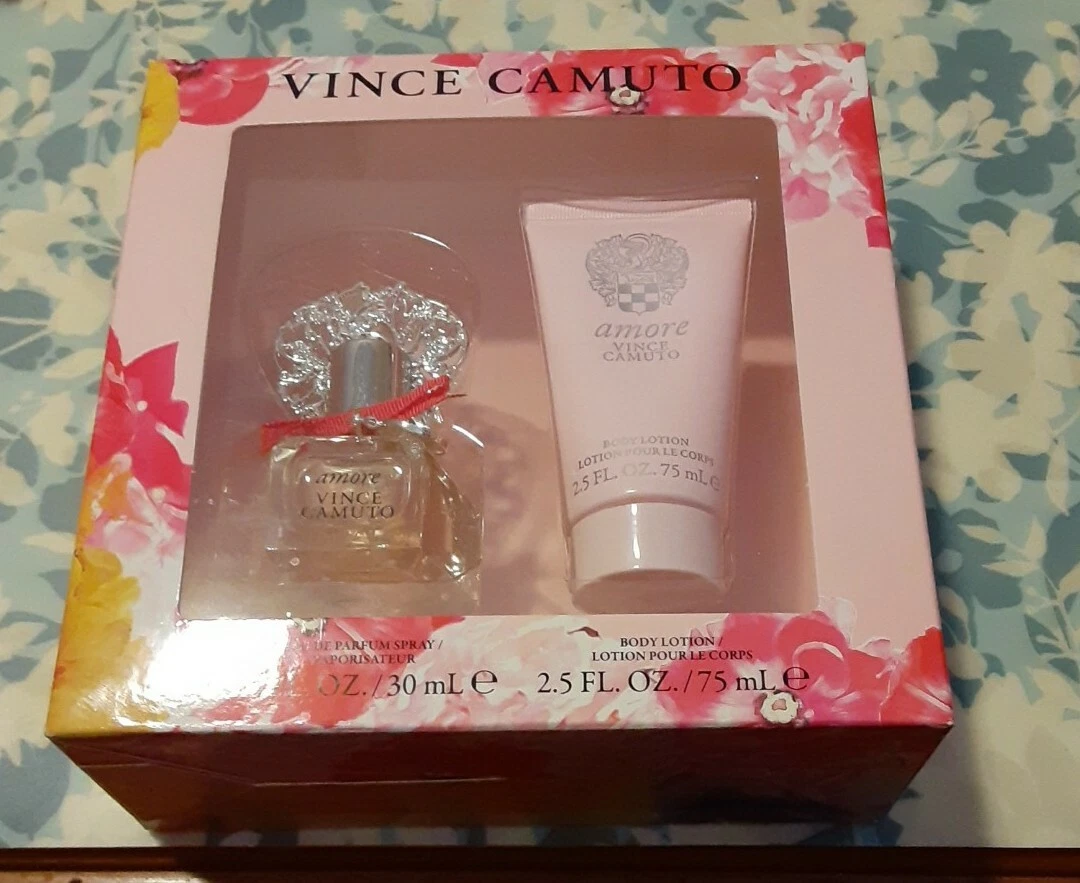 VINCE CAMUTO
amore
VINCE
CAMUTO
BODY LOTION
LOTION POUR LE CORPS
2.5 FL. OZ. 75 mL e
amore
VINCE
CAMUTO
DE PARFUM SPRAY /
VAPORISATEUR
OZ. / 30 mL e
BODY LOTION /
LOTION POUR LE CORPS
2.5 FL. OZ. / 75 mL e